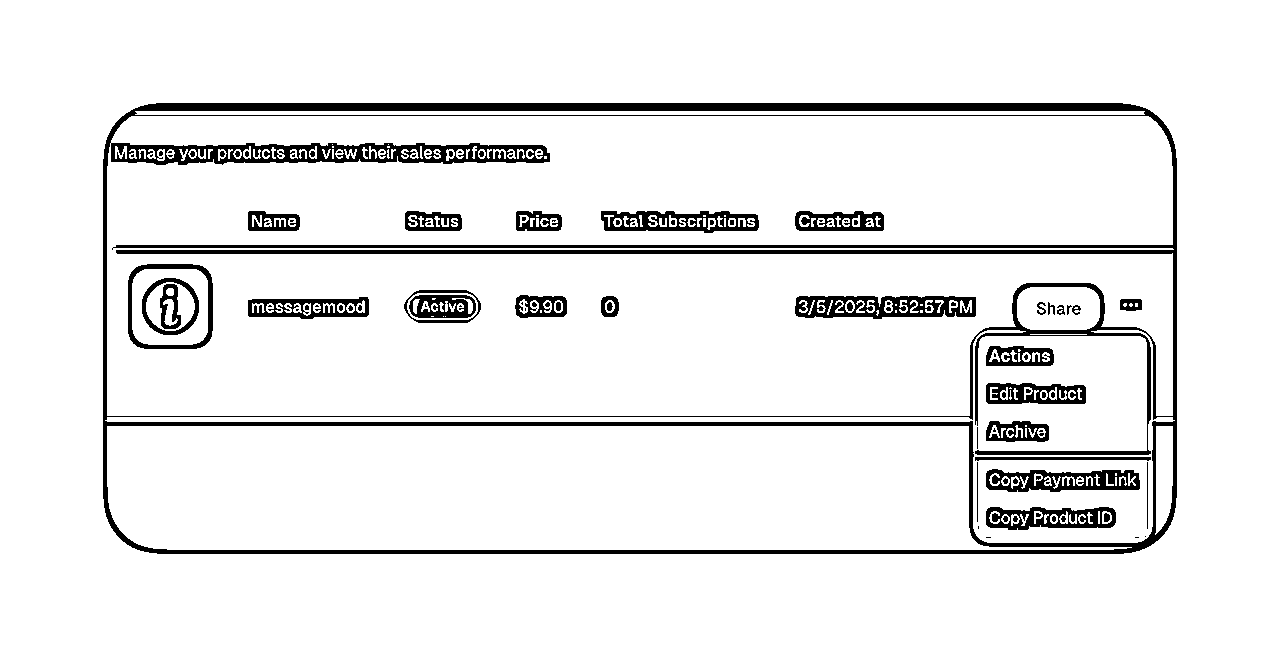 Manage your products and view their sales performance.
Name Status Price Total Subscriptions Created at
messagemood Active $9.90 0 3/5/2025, 8:52:57 PM Share
Actions
Edit Product
Archive
Copy Payment Link
Copy Product ID